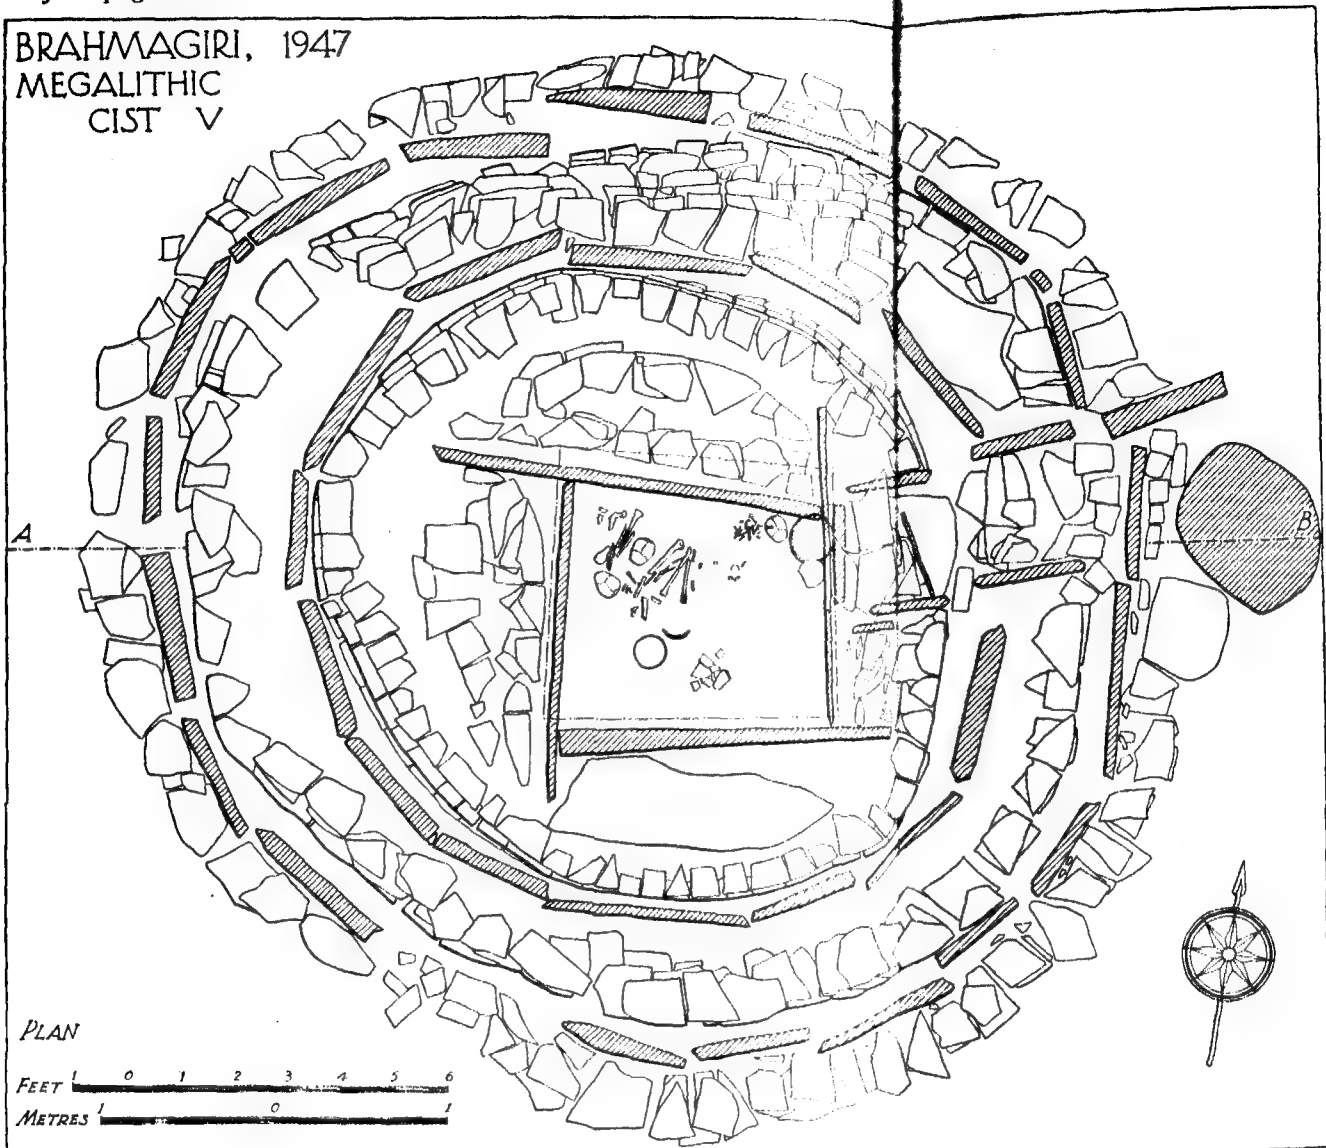 BRAHMAGIRI, 1947
MEGALITHIC
CIST V
A
B
PLAN
FEET 1 0 1 2 3 4 5 6
METRES 1 0 1